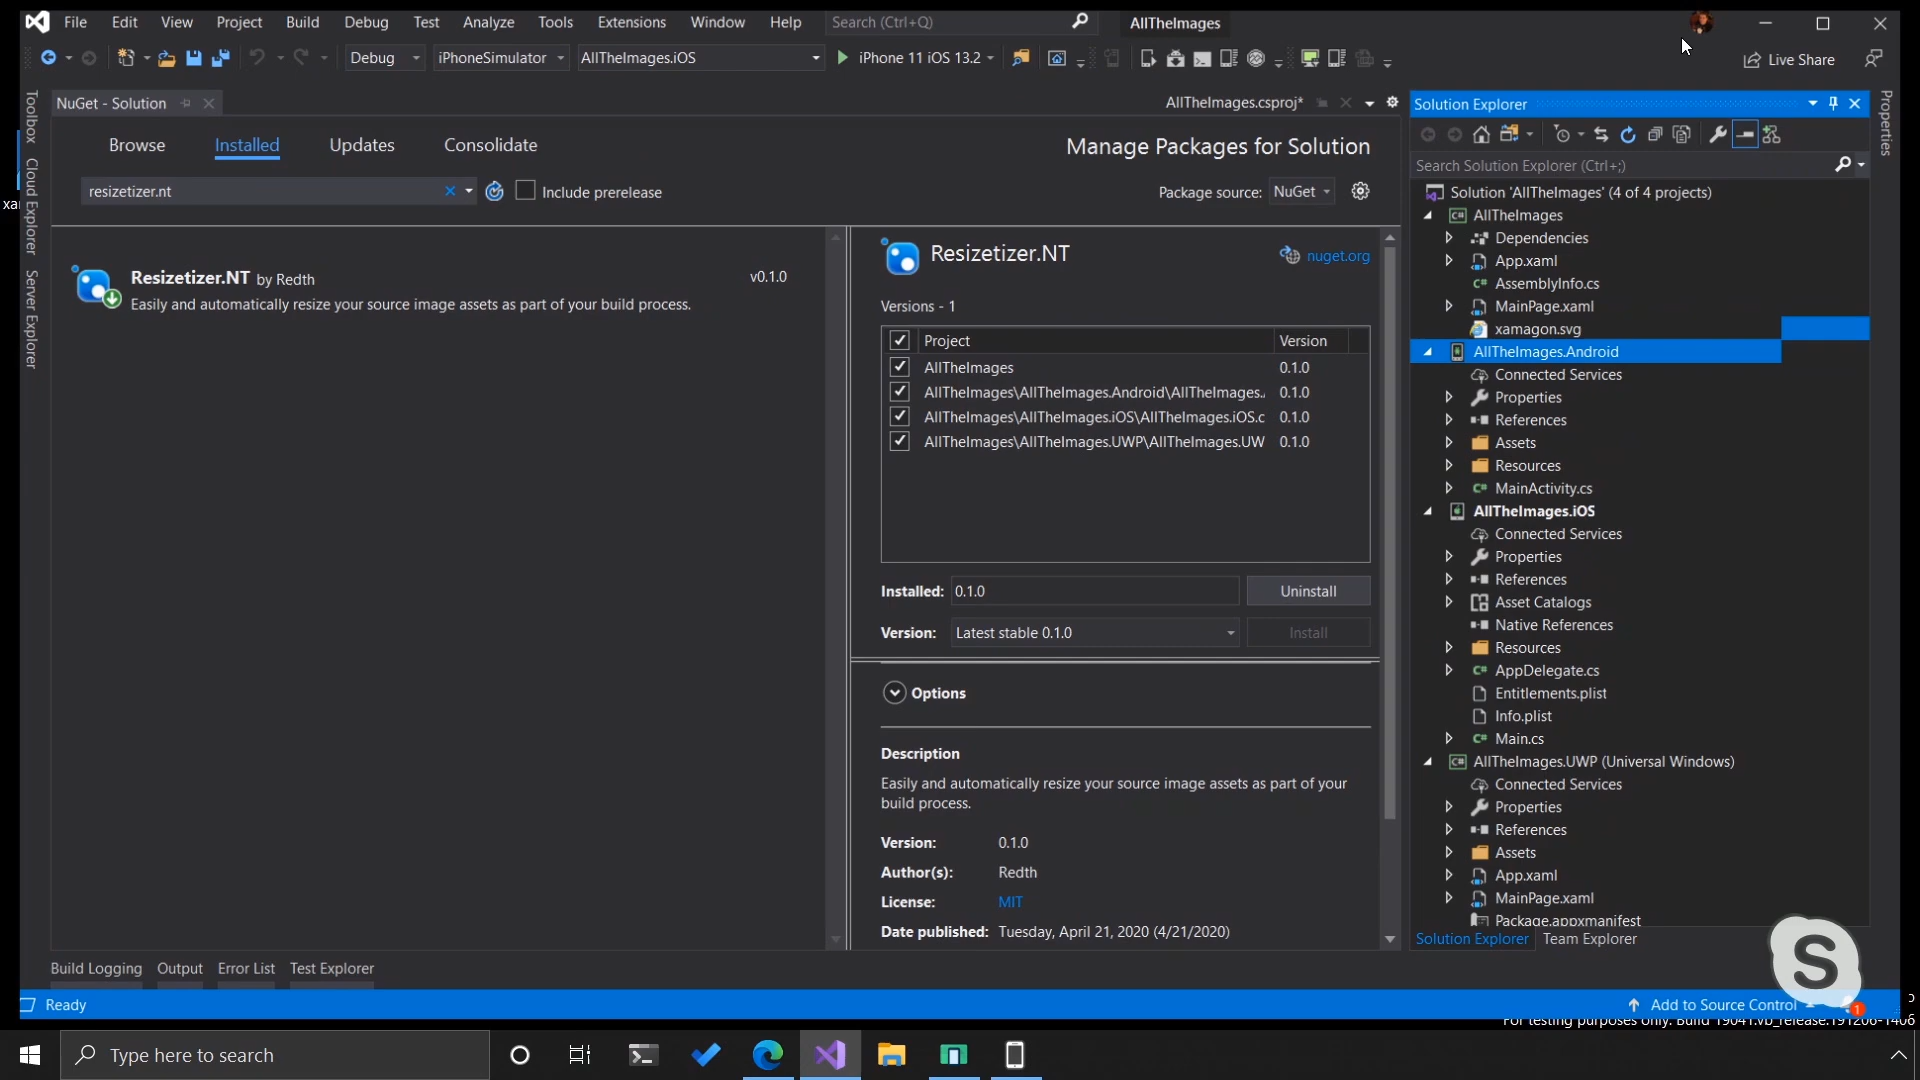 File Edit View Project Build Debug Test Analyze Tools Extensions Window Help Search (Ctrl+Q) AllTheImages
Debug iPhoneSimulator AllTheImages.iOS iPhone 11 iOS 13.2 Live Share
Toolbox
Cloud Explorer
Server Explorer
NuGet - Solution AllTheImages.csproj*
Browse Installed Updates Consolidate Manage Packages for Solution
resizetizer.nt Include prerelease Package source: NuGet
Resizetizer.NT by Redth v0.1.0
Easily and automatically resize your source image assets as part of your build process.
Resizetizer.NT nuget.org
Versions - 1
Project Version
AllTheImages 0.1.0
AllTheImages\AllTheImages.Android\AllTheImages. 0.1.0
AllTheImages\AllTheImages.iOS\AllTheImages.iOS.c 0.1.0
AllTheImages\AllTheImages.UWP\AllTheImages.UW 0.1.0
Installed: 0.1.0 Uninstall
Version: Latest stable 0.1.0 Install
Options
Description
Easily and automatically resize your source image assets as part of your
build process.
Version: 0.1.0
Author(s): Redth
License: MIT
Date published: Tuesday, April 21, 2020 (4/21/2020)
Solution Explorer
Search Solution Explorer (Ctrl+;)
Solution 'AllTheImages' (4 of 4 projects)
AllTheImages
Dependencies
App.xaml
AssemblyInfo.cs
MainPage.xaml
xamagon.svg
AllTheImages.Android
Connected Services
Properties
References
Assets
Resources
MainActivity.cs
AllTheImages.iOS
Connected Services
Properties
References
Asset Catalogs
Native References
Resources
AppDelegate.cs
Entitlements.plist
Info.plist
Main.cs
AllTheImages.UWP (Universal Windows)
Connected Services
Properties
References
Assets
App.xaml
MainPage.xaml
Package.appxmanifest
Solution Explorer Team Explorer
Properties
Build Logging Output Error List Test Explorer
Ready Add to Source Control 1
For testing purposes only. Build 19041.vb_release.191206-1406
Type here to search